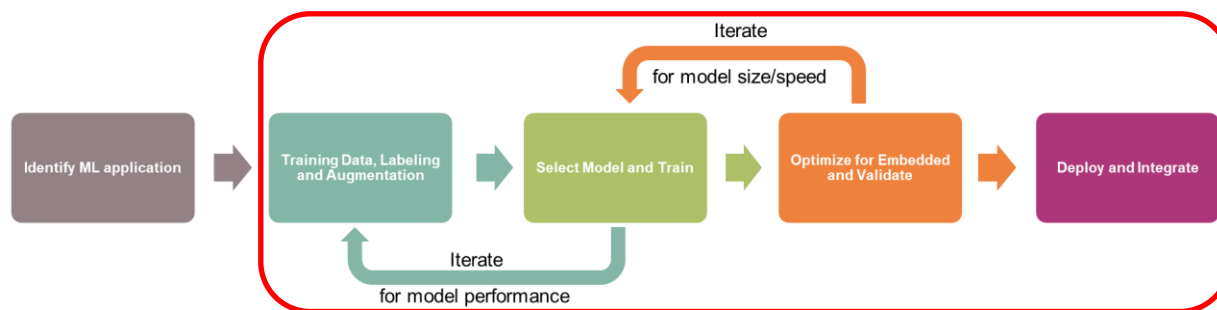 Iterate
for model size/speed
Identify ML application
Training Data, Labeling
and Augmentation
Select Model and Train
Optimize for Embedded
and Validate
Deploy and Integrate
Iterate
for model performance